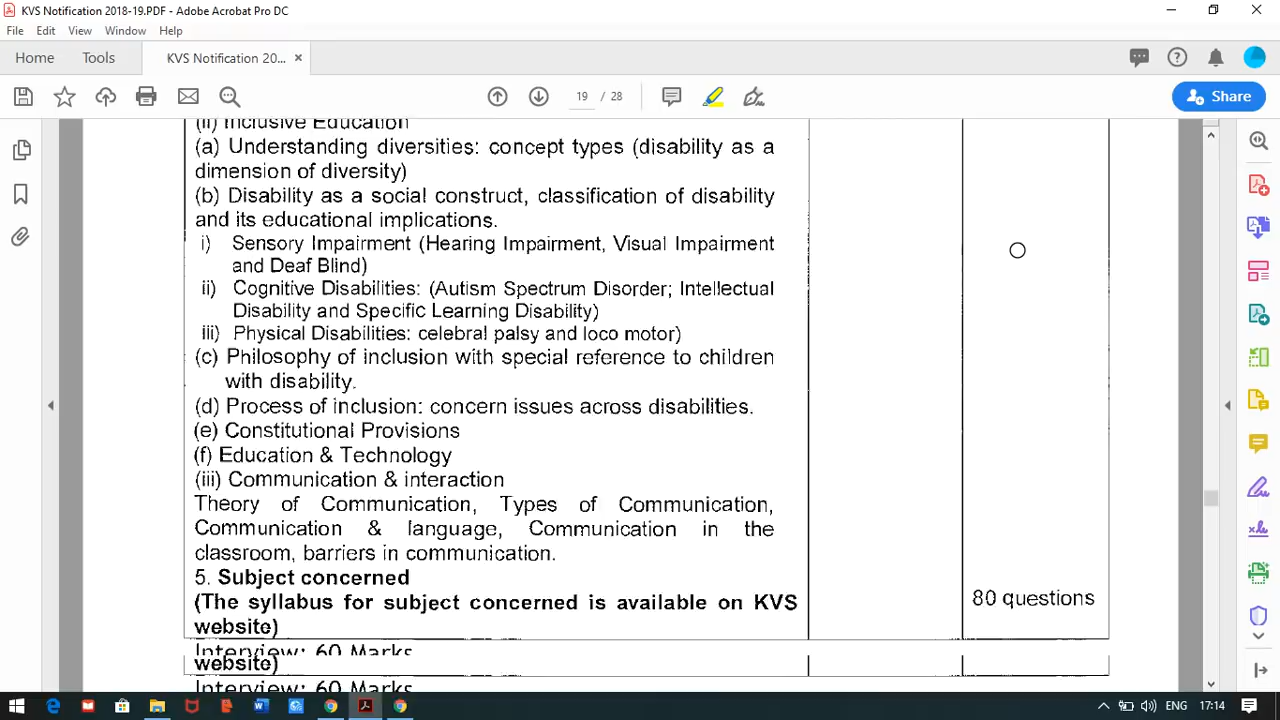 KVS Notification 2018-19.PDF - Adobe Acrobat Pro DC
File Edit View Window Help
Home Tools KVS Notification 20... ×
19 / 28
Share
(ii) Inclusive Education
(a) Understanding diversities: concept types (disability as a
dimension of diversity)
(b) Disability as a social construct, classification of disability
and its educational implications.
i) Sensory Impairment (Hearing Impairment, Visual Impairment
and Deaf Blind)
ii) Cognitive Disabilities: (Autism Spectrum Disorder; Intellectual
Disability and Specific Learning Disability)
iii) Physical Disabilities: celebral palsy and loco motor)
(c) Philosophy of inclusion with special reference to children
with disability.
(d) Process of inclusion: concern issues across disabilities.
(e) Constitutional Provisions
(f) Education & Technology
(iii) Communication & interaction
Theory of Communication, Types of Communication,
Communication & language, Communication in the
classroom, barriers in communication.
5. Subject concerned
(The syllabus for subject concerned is available on KVS
website)
80 questions
Interview: 60 Marks
website)
Interview: 60 Marks
ENG 17:14